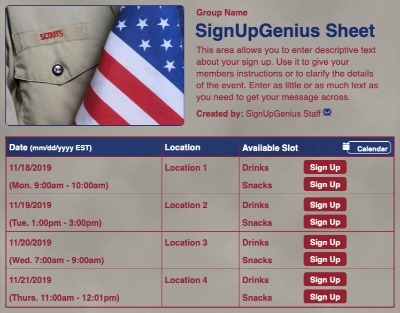 SCOUTS
Group Name
SignUpGenius Sheet
This area allows you to enter descriptive text
about your sign up. Use it to give your
members instructions or to clarify the details
of the event. Enter as little or as much text as
you need to get your message across.
Created by: SignUpGenius Staff
Date (mm/dd/yyyy EST) Location Available Slot Calendar
11/18/2019 Location 1 Drinks Sign Up
(Mon. 9:00am - 10:00am) Snacks Sign Up
11/19/2019 Location 2 Drinks Sign Up
(Tue. 1:00pm - 3:00pm) Snacks Sign Up
11/20/2019 Location 3 Drinks Sign Up
(Wed. 7:00am - 9:00am) Snacks Sign Up
11/21/2019 Location 4 Drinks Sign Up
(Thurs. 11:00am - 12:01pm) Snacks Sign Up